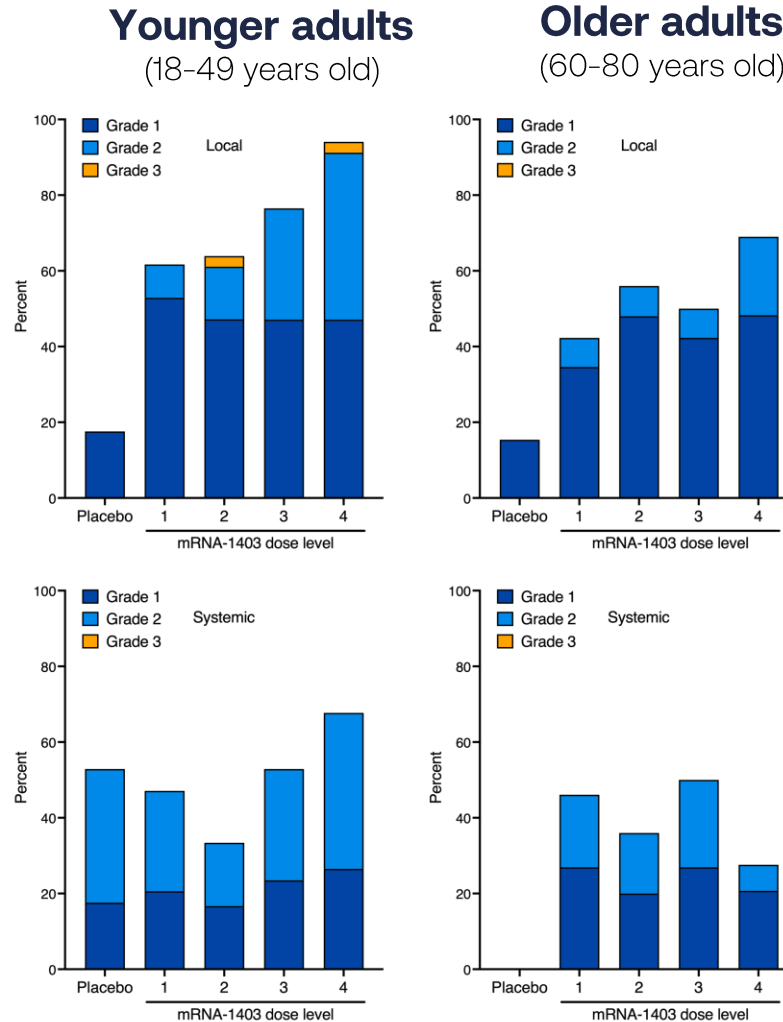 Younger adults
(18-49 years old)
Older adults
(60-80 years old)
100
80
60
40
20
0
Percent
Grade 1
Grade 2
Grade 3
Local
Placebo 1 2 3 4
mRNA-1403 dose level
100
80
60
40
20
0
Percent
Grade 1
Grade 2
Grade 3
Local
Placebo 1 2 3 4
mRNA-1403 dose level
100
80
60
40
20
0
Percent
Grade 1
Grade 2
Grade 3
Systemic
Placebo 1 2 3 4
mRNA-1403 dose level
100
80
60
40
20
0
Percent
Grade 1
Grade 2
Grade 3
Systemic
Placebo 1 2 3 4
mRNA-1403 dose level